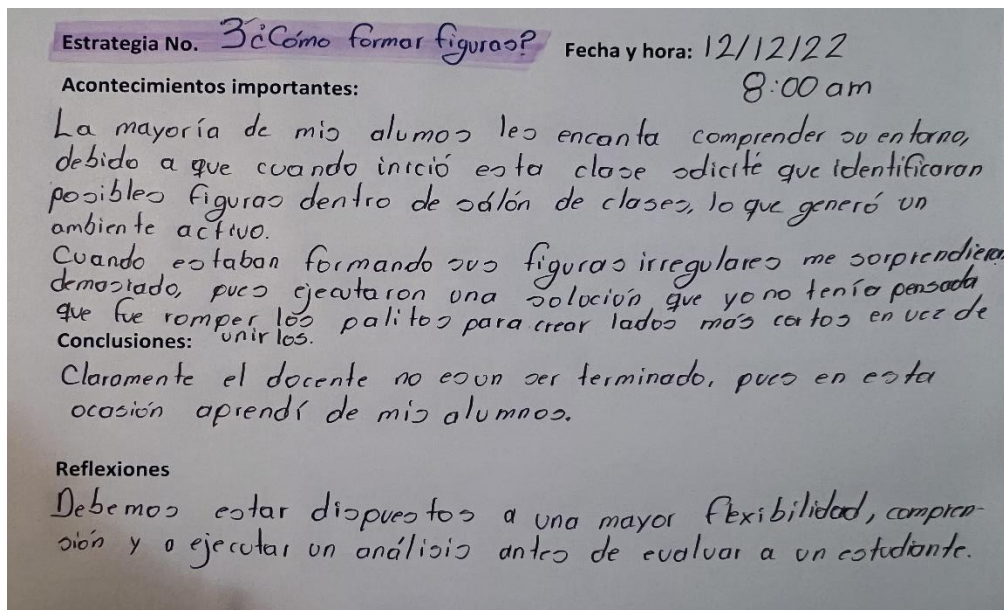 Estrategia No. 3 ¿Cómo formar figuras? Fecha y hora: 12/12/22
8:00 am
Acontecimientos importantes:
La mayoría de mis alumos les encanta comprender su entorno,
debido a que cuando inició esta clase solicité que identificaran
posibles figuras dentro de sálón de clases, lo que generó un
ambiente activo.
Cuando estaban formando sus figuras irregulares me sorprendieron
demasiado, pues ejecutaron una solución que yo no tenía pensada
que fue romper los palitos para crear lados más cortos en vez de
unirlos.
Conclusiones:
Claramente el docente no es un ser terminado, pues en esta
ocasión aprendí de mis alumnos.
Reflexiones
Debemos estar dispuestos a una mayor flexibilidad, compren-
sión y a ejecutar un análisis antes de evaluar a un estudiante.